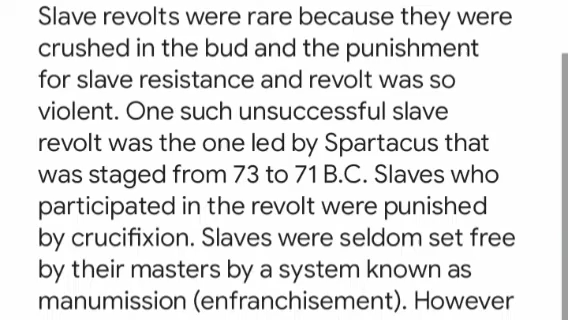 Slave revolts were rare because they were
crushed in the bud and the punishment
for slave resistance and revolt was so
violent. One such unsuccessful slave
revolt was the one led by Spartacus that
was staged from 73 to 71 B.C. Slaves who
participated in the revolt were punished
by crucifixion. Slaves were seldom set free
by their masters by a system known as
manumission (enfranchisement). However